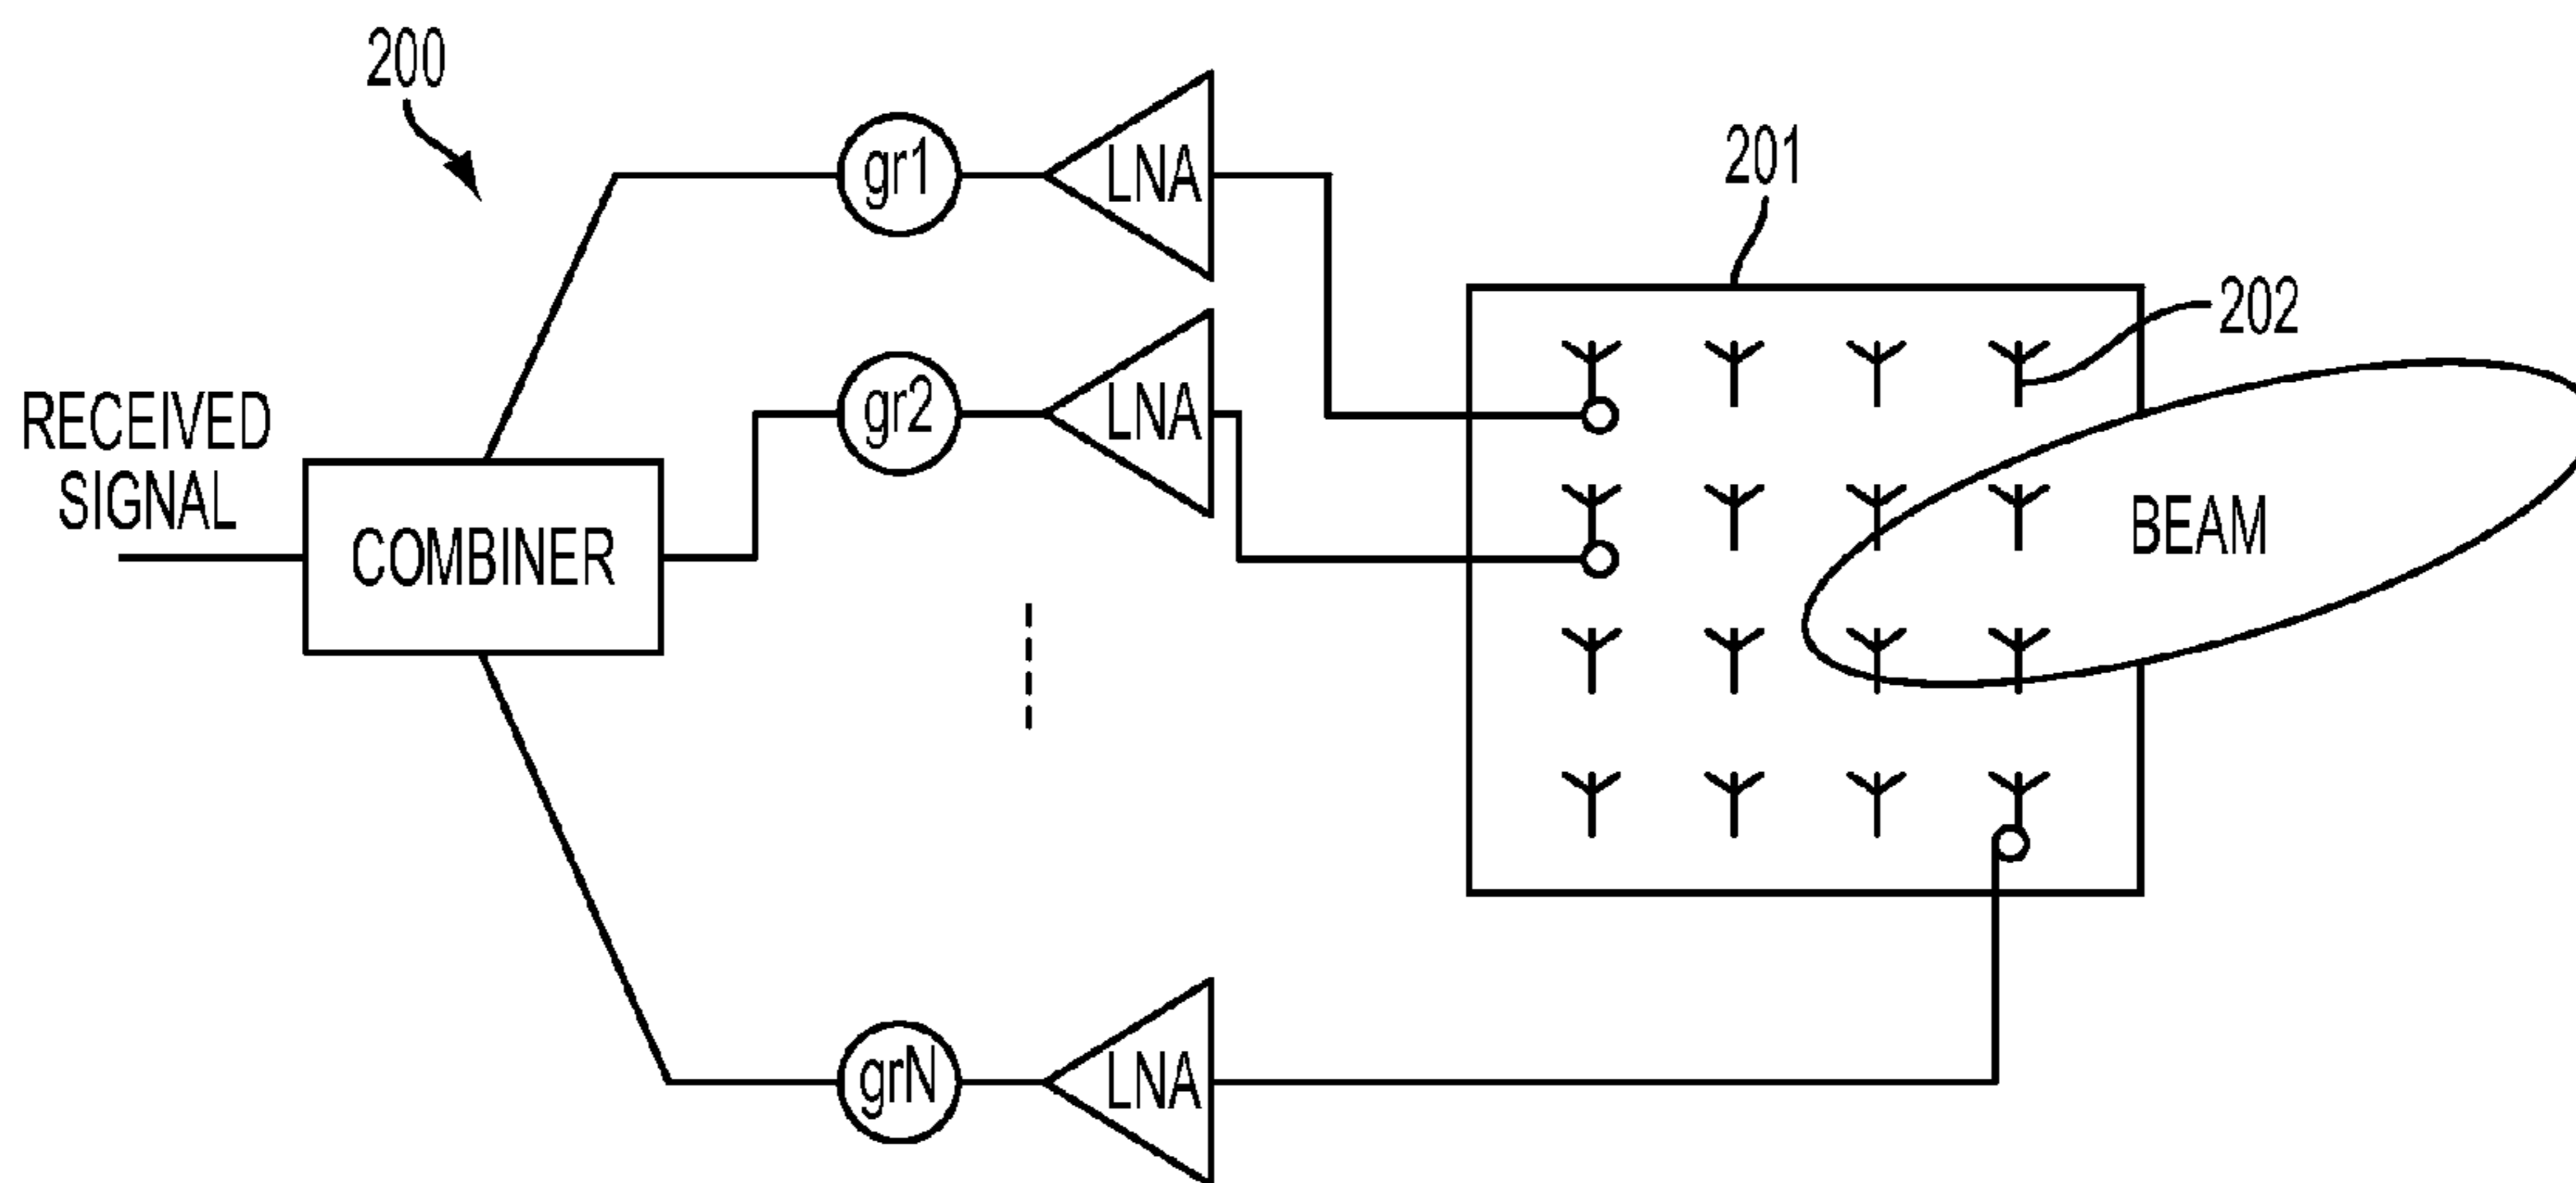 200
gr1
LNA
201
202
gr2
LNA
RECEIVED
SIGNAL
COMBINER
BEAM
grN
LNA